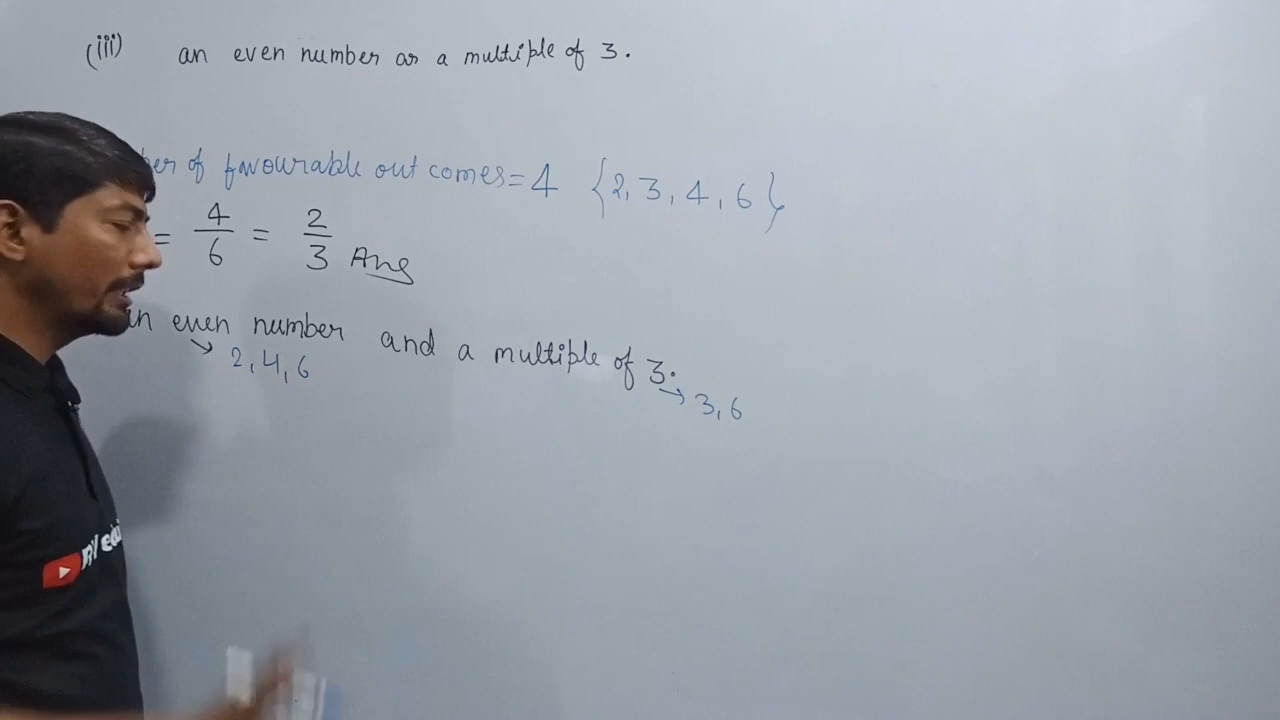 (iii) an even number or a multiple of 3.
ber of favourable out comes = 4 {2, 3, 4, 6}
= 4/6 = 2/3 Ans
an even number and a multiple of 3.
→ 2, 4, 6
→ 3, 6